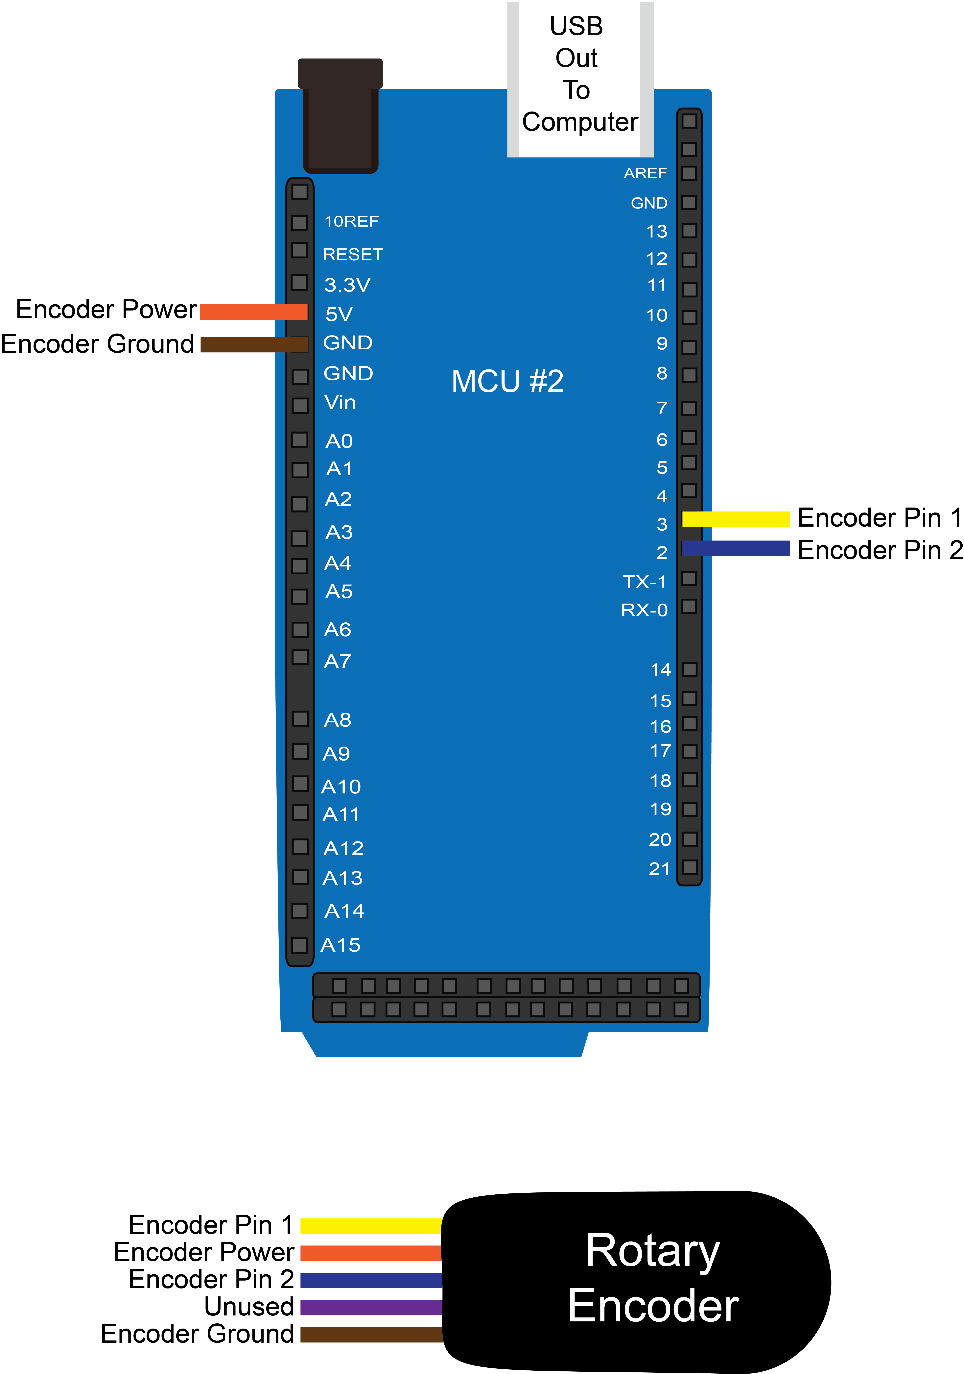 USB
Out
To
Computer
AREF
GND
13
12
11
10
9
8
7
6
5
4
3
2
TX-1
RX-0
14
15
16
17
18
19
20
21
10REF
RESET
3.3V
5V
GND
GND
Vin
A0
A1
A2
A3
A4
A5
A6
A7
A8
A9
A10
A11
A12
A13
A14
A15
Encoder Power
Encoder Ground
MCU #2
Encoder Pin 1
Encoder Pin 2
Encoder Pin 1
Encoder Power
Encoder Pin 2
Unused
Encoder Ground
Rotary
Encoder